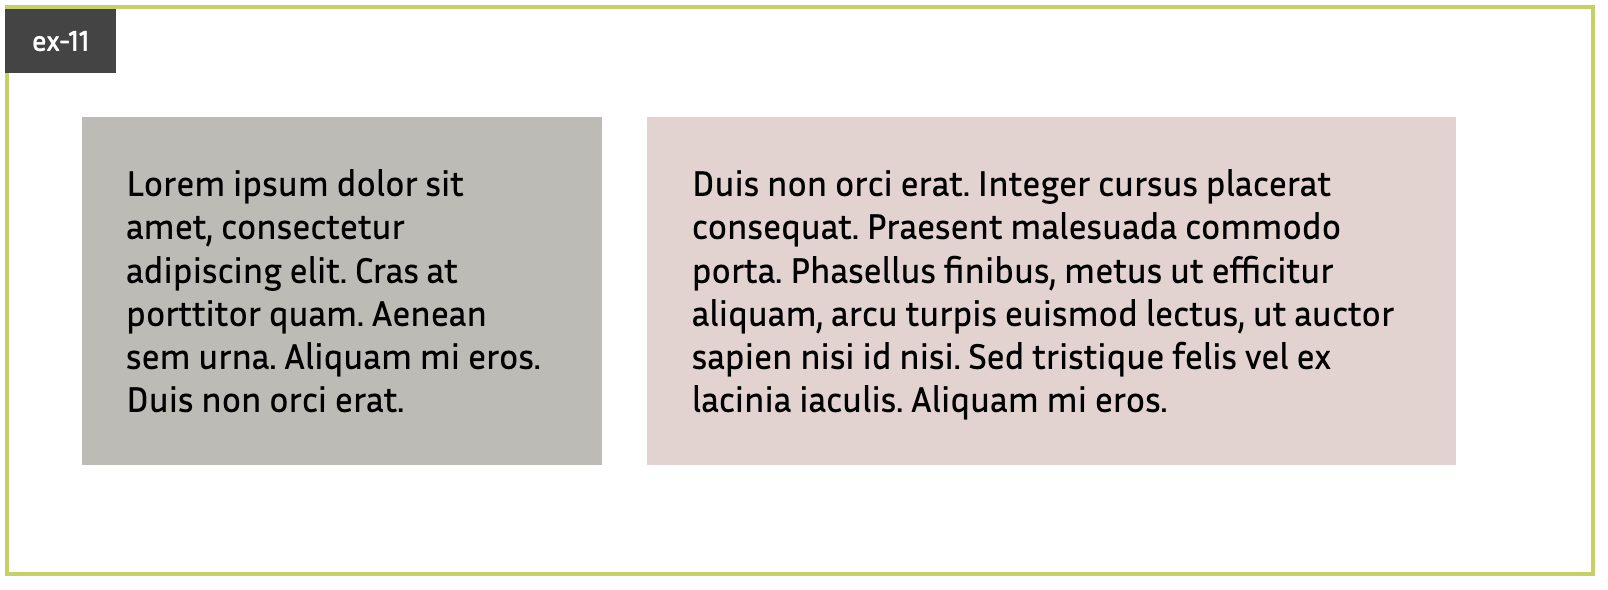 ex-11
Lorem ipsum dolor sit
amet, consectetur
adipiscing elit. Cras at
porttitor quam. Aenean
sem urna. Aliquam mi eros.
Duis non orci erat.
Duis non orci erat. Integer cursus placerat
consequat. Praesent malesuada commodo
porta. Phasellus finibus, metus ut efficitur
aliquam, arcu turpis euismod lectus, ut auctor
sapien nisi id nisi. Sed tristique felis vel ex
lacinia iaculis. Aliquam mi eros.